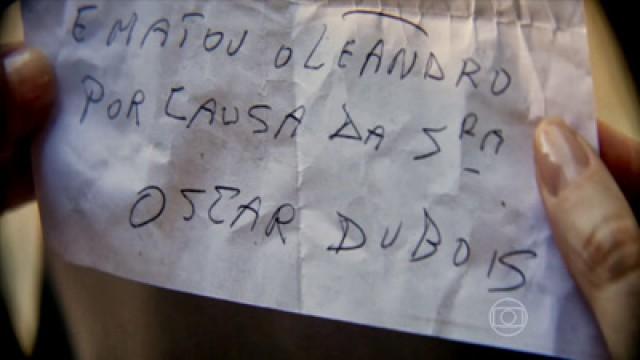 E MATOU O LEANDRO
POR CAUSA DA SRA
OSCAR DUBOIS